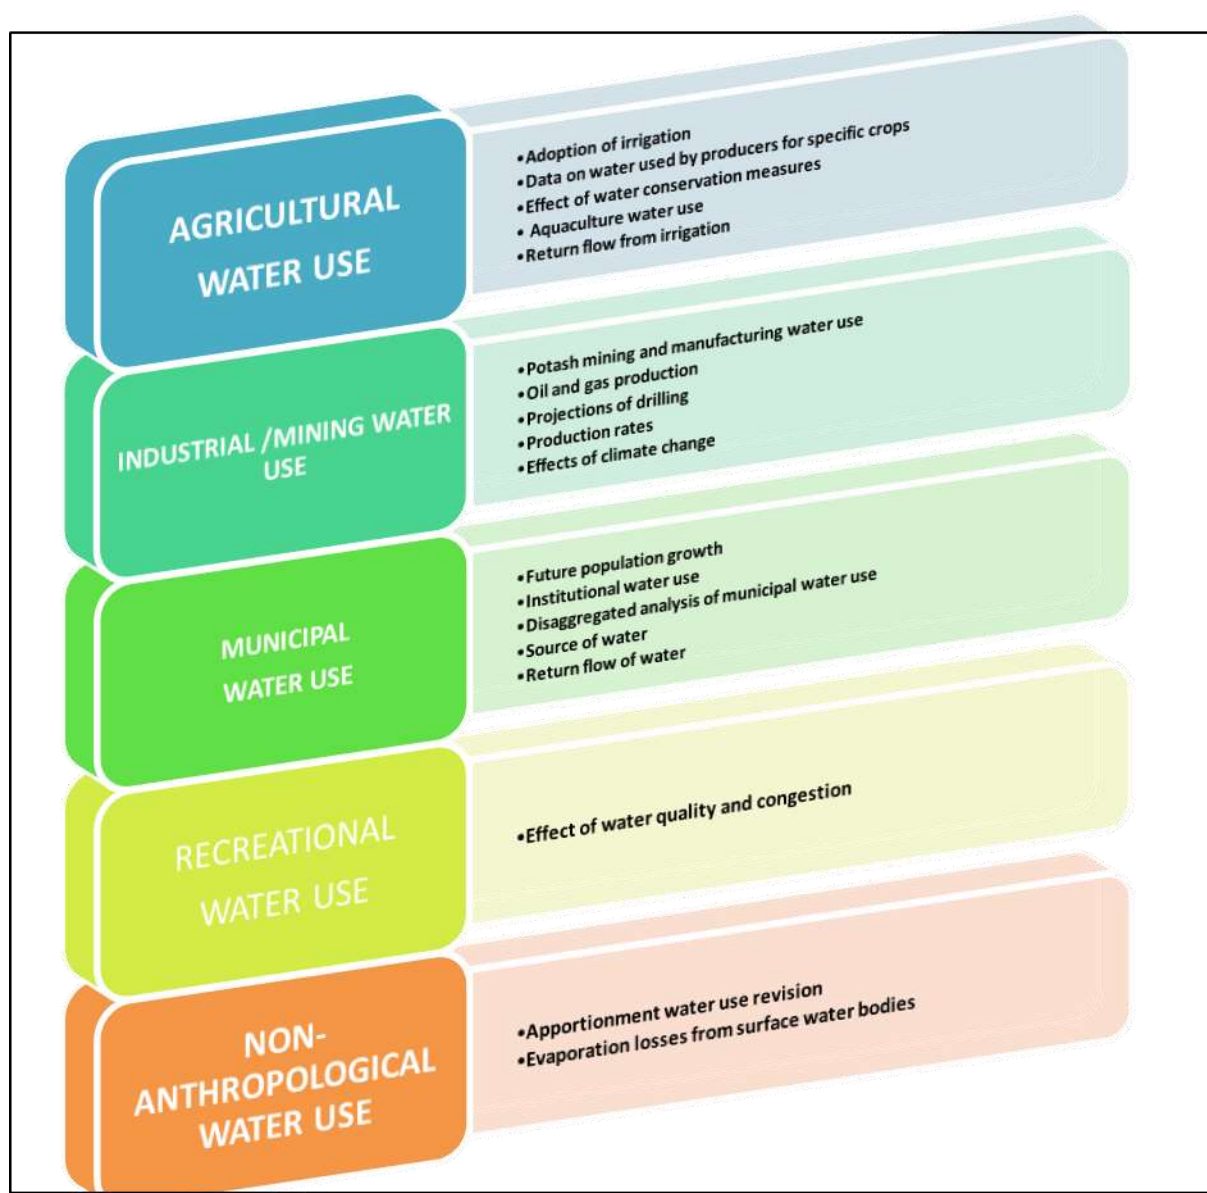 AGRICULTURAL
WATER USE
•Adoption of irrigation
•Data on water used by producers for specific crops
•Effect of water conservation measures
• Aquaculture water use
•Return flow from irrigation
INDUSTRIAL /MINING WATER
USE
•Potash mining and manufacturing water use
•Oil and gas production
•Projections of drilling
•Production rates
•Effects of climate change
MUNICIPAL
WATER USE
•Future population growth
•Institutional water use
•Disaggregated analysis of municipal water use
•Source of water
•Return flow of water
RECREATIONAL
WATER USE
•Effect of water quality and congestion
NON-
ANTHROPOLOGICAL
WATER USE
•Apportionment water use revision
•Evaporation losses from surface water bodies